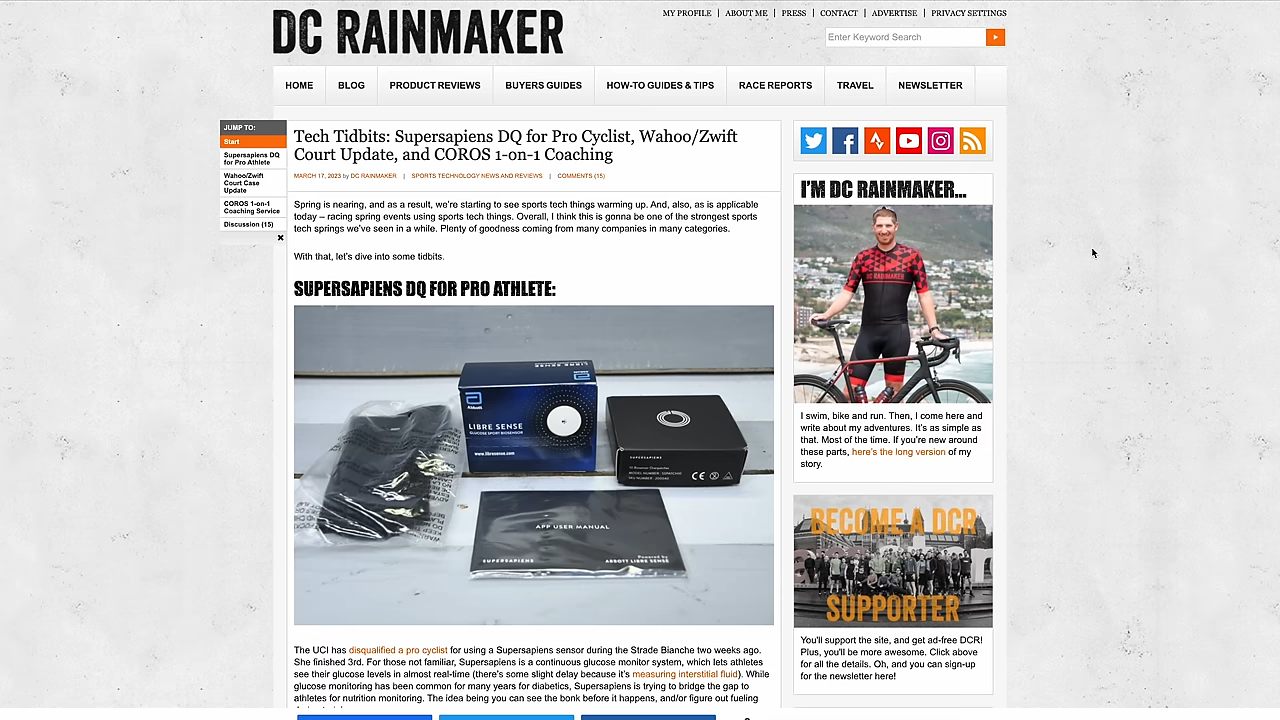 DC RAINMAKER
MY PROFILE | ABOUT ME | PRESS | CONTACT | ADVERTISE | PRIVACY SETTINGS
Enter Keyword Search
HOME BLOG PRODUCT REVIEWS BUYERS GUIDES HOW-TO GUIDES & TIPS RACE REPORTS TRAVEL NEWSLETTER
JUMP TO:
Start
Supersapiens DQ
for Pro Athlete
Wahoo/Zwift
Court Case
Update
COROS 1-on-1
Coaching Service
Discussion (15)
Tech Tidbits: Supersapiens DQ for Pro Cyclist, Wahoo/Zwift
Court Update, and COROS 1-on-1 Coaching
MARCH 17, 2023 by DC RAINMAKER | SPORTS TECHNOLOGY NEWS AND REVIEWS | COMMENTS (15)
Spring is nearing, and as a result, we're starting to see sports tech things warming up. And, also, as is applicable
today – racing spring events using sports tech things. Overall, I think this is gonna be one of the strongest sports
tech springs we've seen in a while. Plenty of goodness coming from many companies in many categories.
With that, let's dive into some tidbits.
SUPERSAPIENS DQ FOR PRO ATHLETE:
LIBRE SENSE
Abbott
LIBRE SENSE
GLUCOSE SPORT BIOSENSOR
www.libresense.com
SUPERSAPIENS
APP USER MANUAL
SUPERSAPIENS
Powered by
ABBOTT LIBRE SENSE
The UCI has disqualified a pro cyclist for using a Supersapiens sensor during the Strade Bianche two weeks ago.
She finished 3rd. For those not familiar, Supersapiens is a continuous glucose monitor system, which lets athletes
see their glucose levels in almost real-time (there's some slight delay because it's measuring interstitial fluid). While
glucose monitoring has been common for many years for diabetics, Supersapiens is trying to bridge the gap to
athletes for nutrition monitoring. The idea being you can see the bonk before it happens, and/or figure out fueling
I'M DC RAINMAKER...
DC RAINMAKER
I swim, bike and run. Then, I come here and
write about my adventures. It's as simple as
that. Most of the time. If you're new around
these parts, here's the long version of my
story.
BECOME A DCR
SUPPORTER
You'll support the site, and get ad-free DCR!
Plus, you'll be more awesome. Click above
for all the details. Oh, and you can sign-up
for the newsletter here!